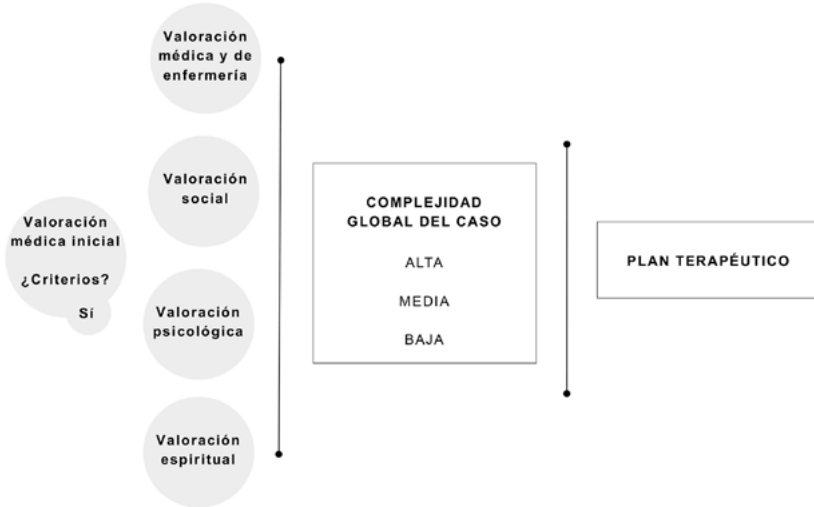 Valoración
médica inicial
¿Criterios?
Sí
Valoración
médica y de
enfermería
Valoración
social
Valoración
psicológica
Valoración
espiritual
COMPLEJIDAD
GLOBAL DEL CASO
ALTA
MEDIA
BAJA
PLAN TERAPÉUTICO